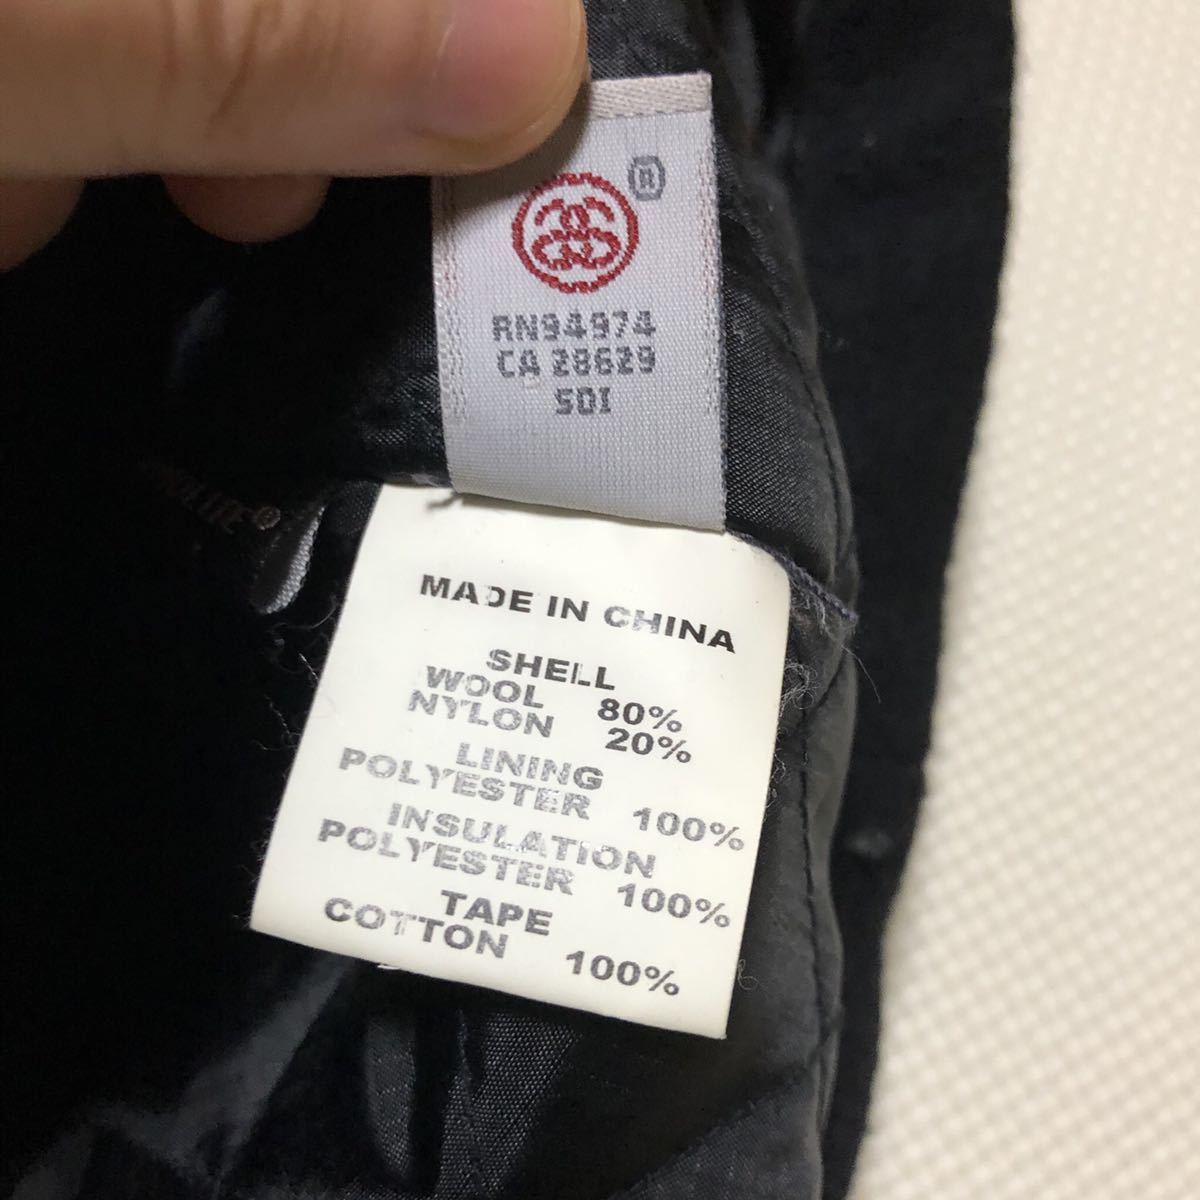 ®
RN94974
CA 28629
SDI
MADE IN CHINA
SHELL
WOOL 80%
NYLON 20%
LINING
POLYESTER 100%
INSULATION
POLYESTER 100%
TAPE
COTTON 100%